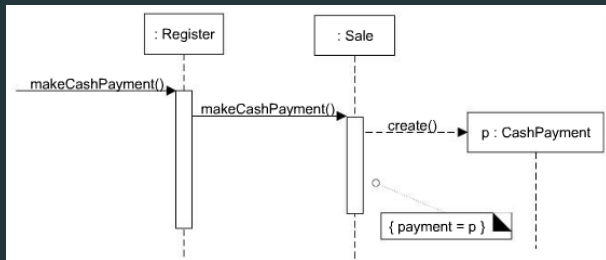 : Register
: Sale
makeCashPayment()
makeCashPayment()
create()
p : CashPayment
{ payment = p }